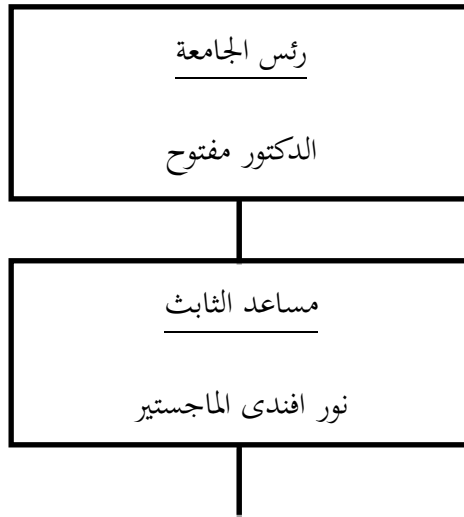 رئس الجامعة
الدكتور مفتوح
مساعد الثابث
نور افندى الماجستير